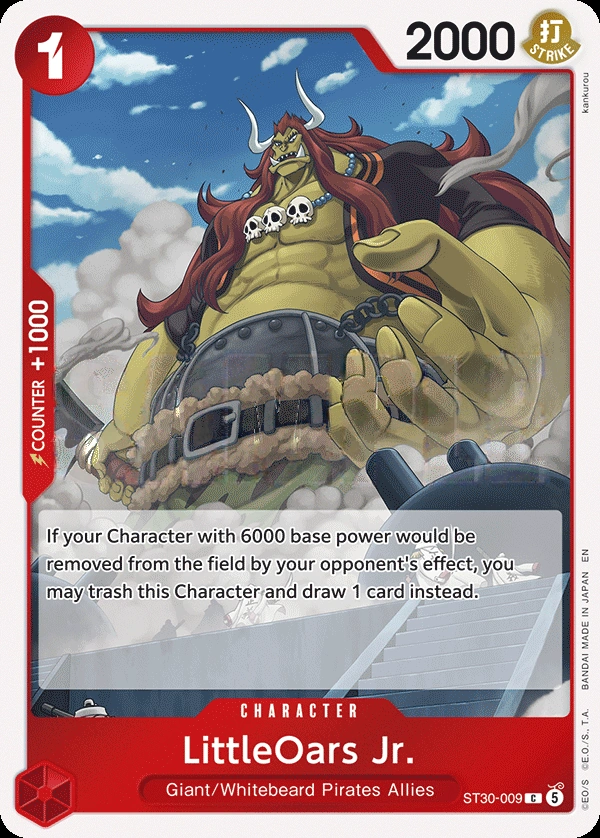 1
2000
打
STRIKE
kankurou
COUNTER +1000
If your Character with 6000 base power would be
removed from the field by your opponent's effect, you
may trash this Character and draw 1 card instead.
CHARACTER
LittleOars Jr.
Giant/Whitebeard Pirates Allies
ST30-009 C 5
©E.O/S ©E.O./S., T.A. BANDAI MADE IN JAPAN EN